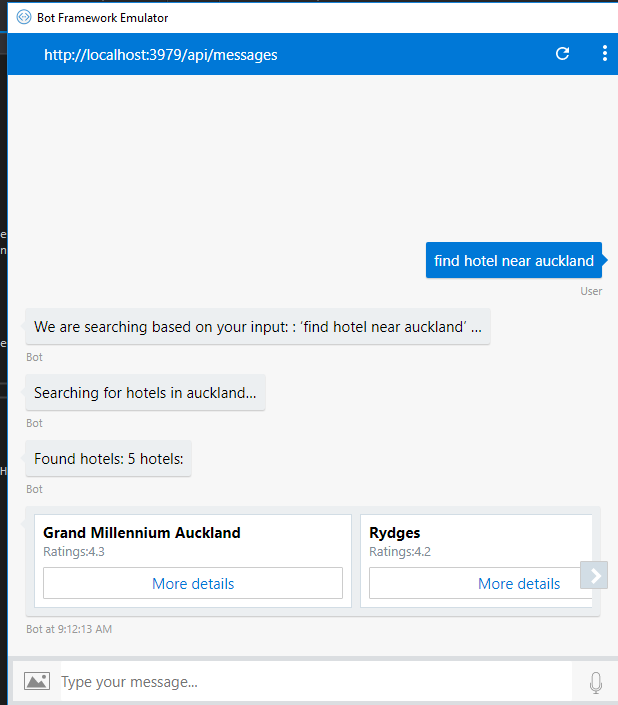 Bot Framework Emulator
http://localhost:3979/api/messages
find hotel near auckland
User
We are searching based on your input: : ‘find hotel near auckland’ ...
Bot
Searching for hotels in auckland...
Bot
Found hotels: 5 hotels:
Bot
Grand Millennium Auckland
Ratings:4.3
More details
Rydges
Ratings:4.2
More details
Bot at 9:12:13 AM
Type your message...